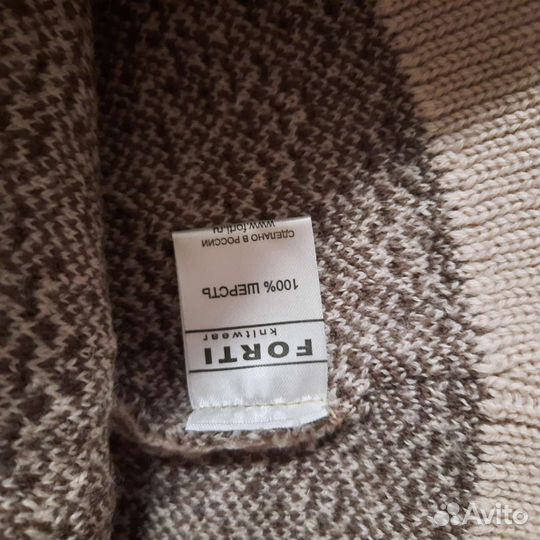 FORTI
knitwear
100% ШЕРСТЬ
СДЕЛАНО В РОССИИ
www.forti.ru
Avito